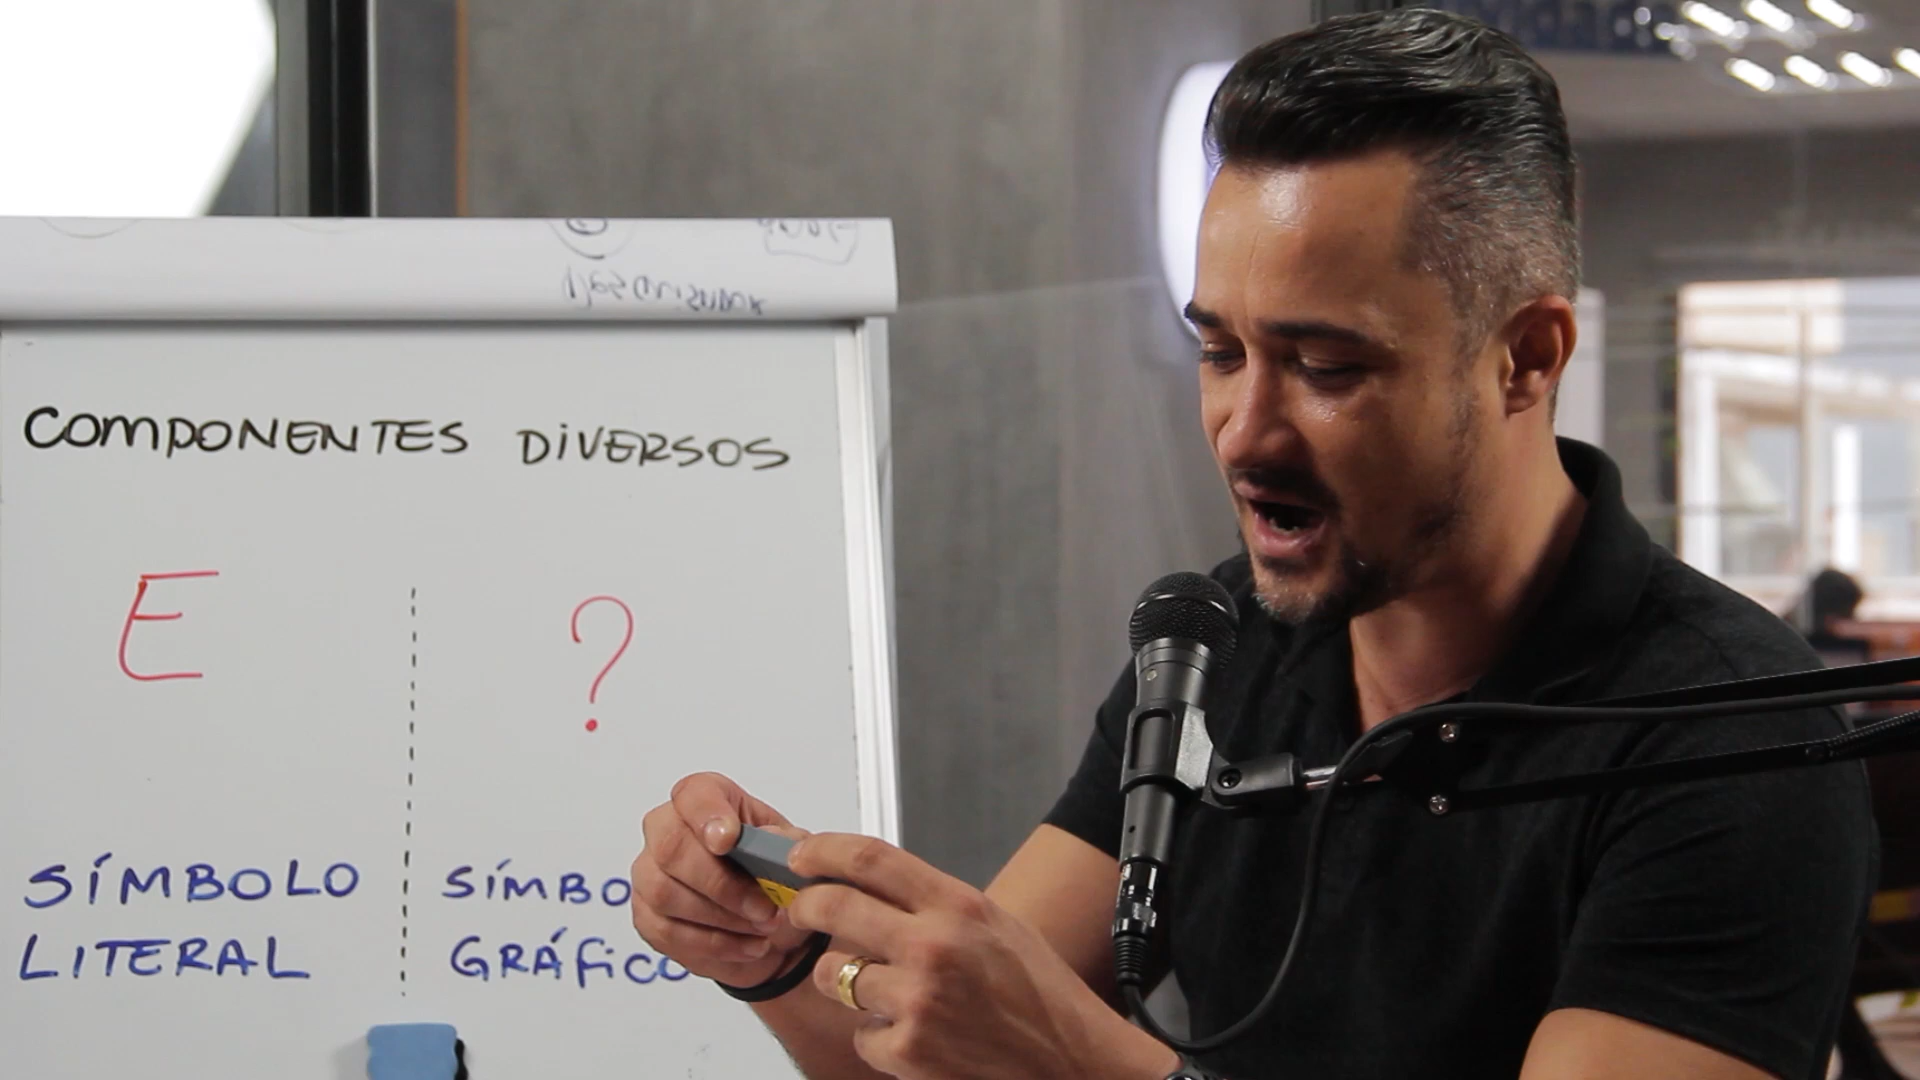 COMPONENTES DIVERSOS
E
?
SÍMBOLO
LITERAL
SÍMBO
GRÁFICO